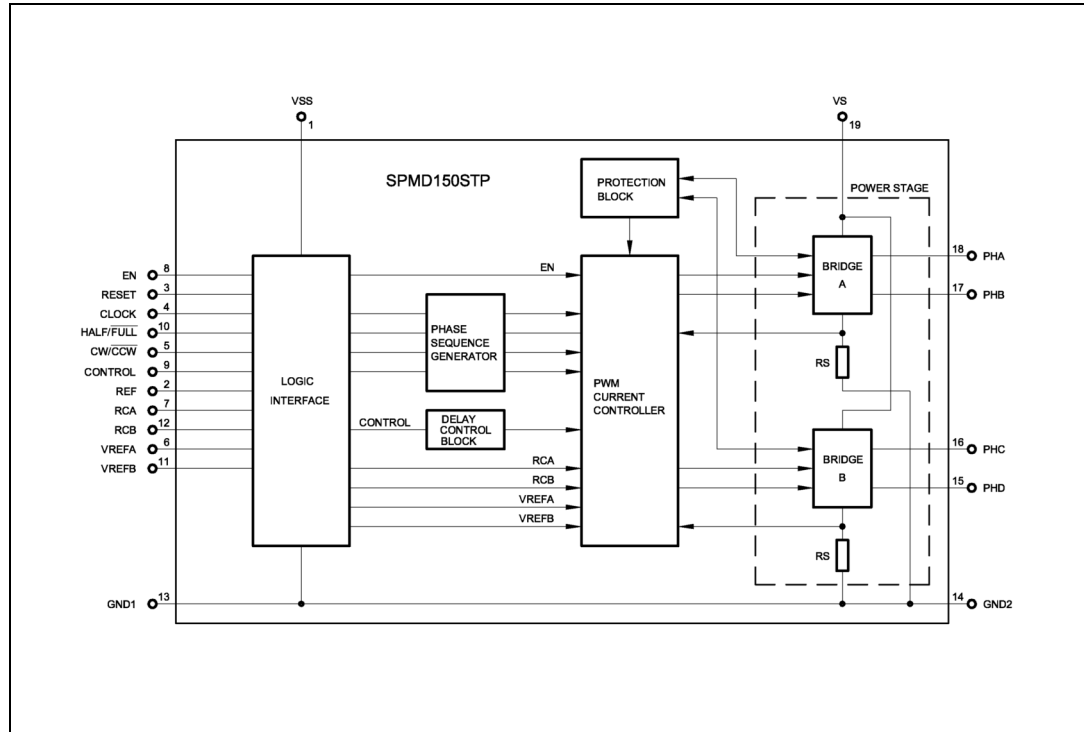 VSS
1
VS
19
SPMD150STP
PROTECTION
BLOCK
POWER STAGE
EN 8
RESET 3
CLOCK 4
HALF/F̅U̅L̅L̅ 10
CW/C̅C̅W̅ 5
CONTROL 9
REF 2
RCA 7
RCB 12
VREFA 6
VREFB 11
LOGIC
INTERFACE
EN
PHASE
SEQUENCE
GENERATOR
CONTROL
DELAY
CONTROL
BLOCK
RCA
RCB
VREFA
VREFB
PWM
CURRENT
CONTROLLER
BRIDGE
A
RS
BRIDGE
B
RS
18 PHA
17 PHB
16 PHC
15 PHD
GND1 13
14 GND2